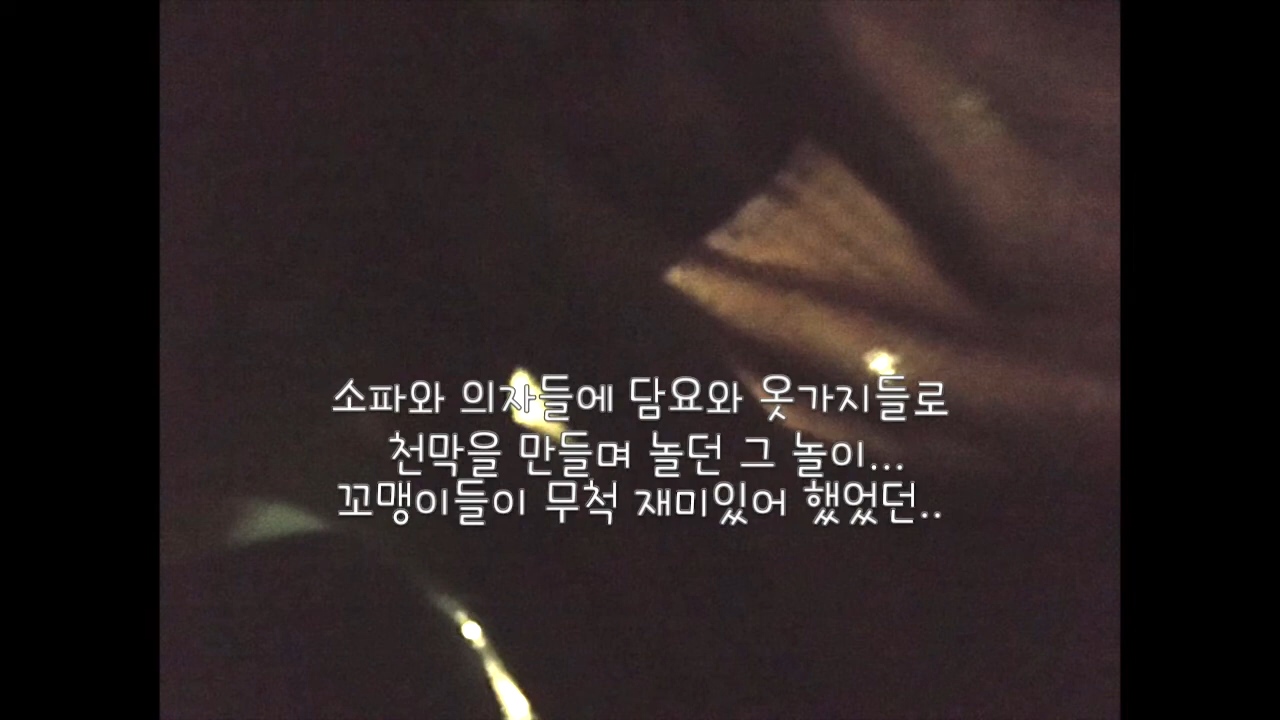 소파와 의자들에 담요와 옷가지들로
천막을 만들며 놀던 그 놀이...
꼬맹이들이 무척 재미있어 했었던..